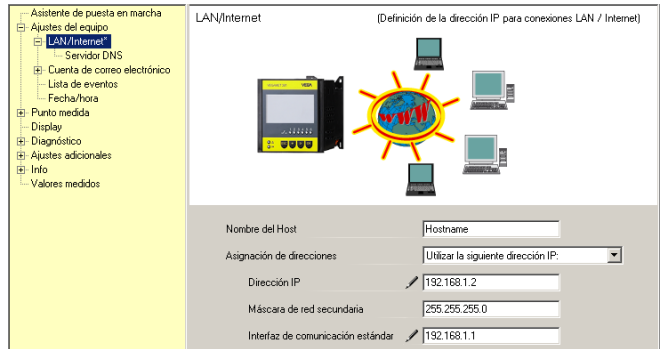 Asistente de puesta en marcha
Ajustes del equipo
LAN/Internet*
Servidor DNS
Cuenta de correo electrónico
Lista de eventos
Fecha/hora
Punto medida
Display
Diagnóstico
Ajustes adicionales
Info
Valores medidos
LAN/Internet (Definición de la dirección IP para conexiones LAN / Internet)
VEGA
WWW
Nombre del Host Hostname
Asignación de direcciones Utilizar la siguiente dirección IP:
Dirección IP 192.168.1.2
Máscara de red secundaria 255.255.255.0
Interfaz de comunicación estándar 192.168.1.1